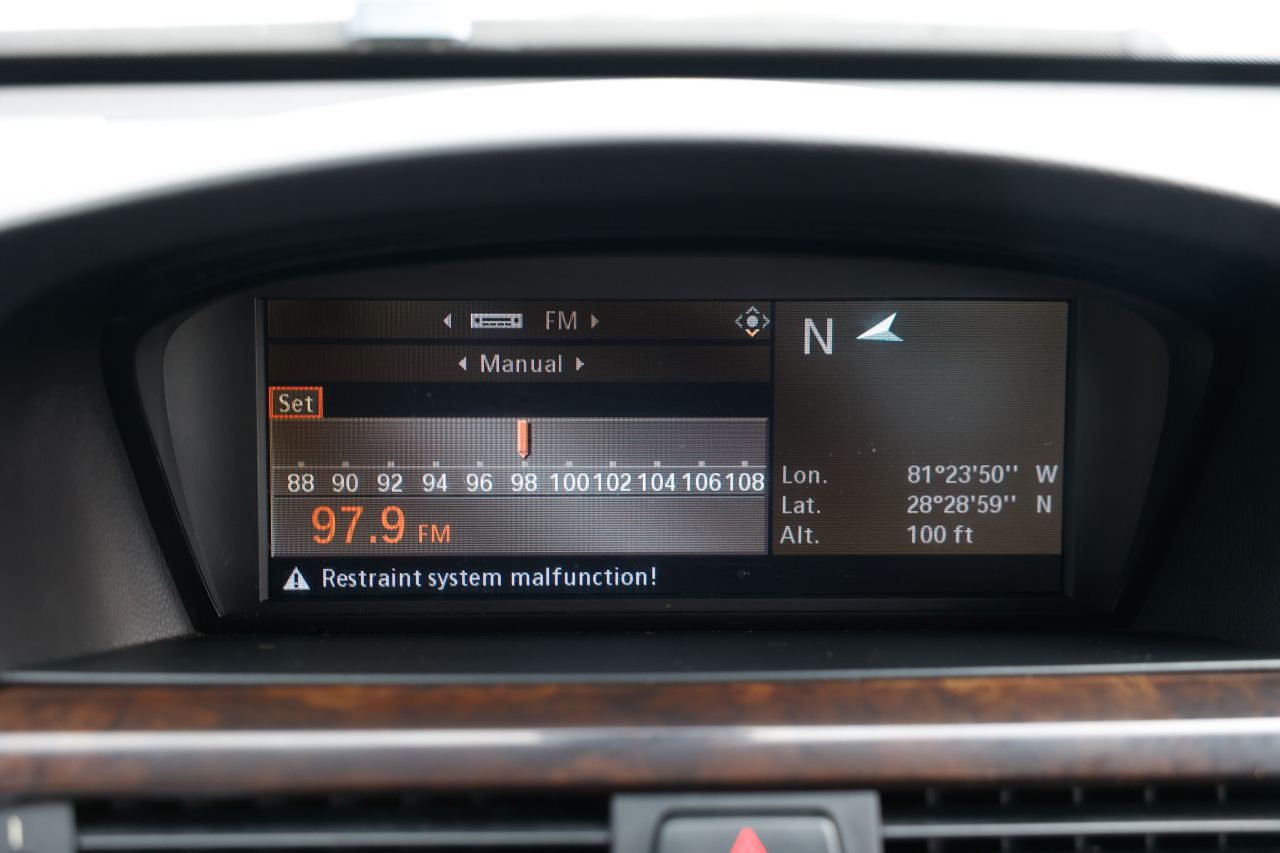 FM
Manual
Set
88 90 92 94 96 98 100 102 104 106 108
97.9 FM
Restraint system malfunction!
N
Lon. 81°23'50'' W
Lat. 28°28'59'' N
Alt. 100 ft